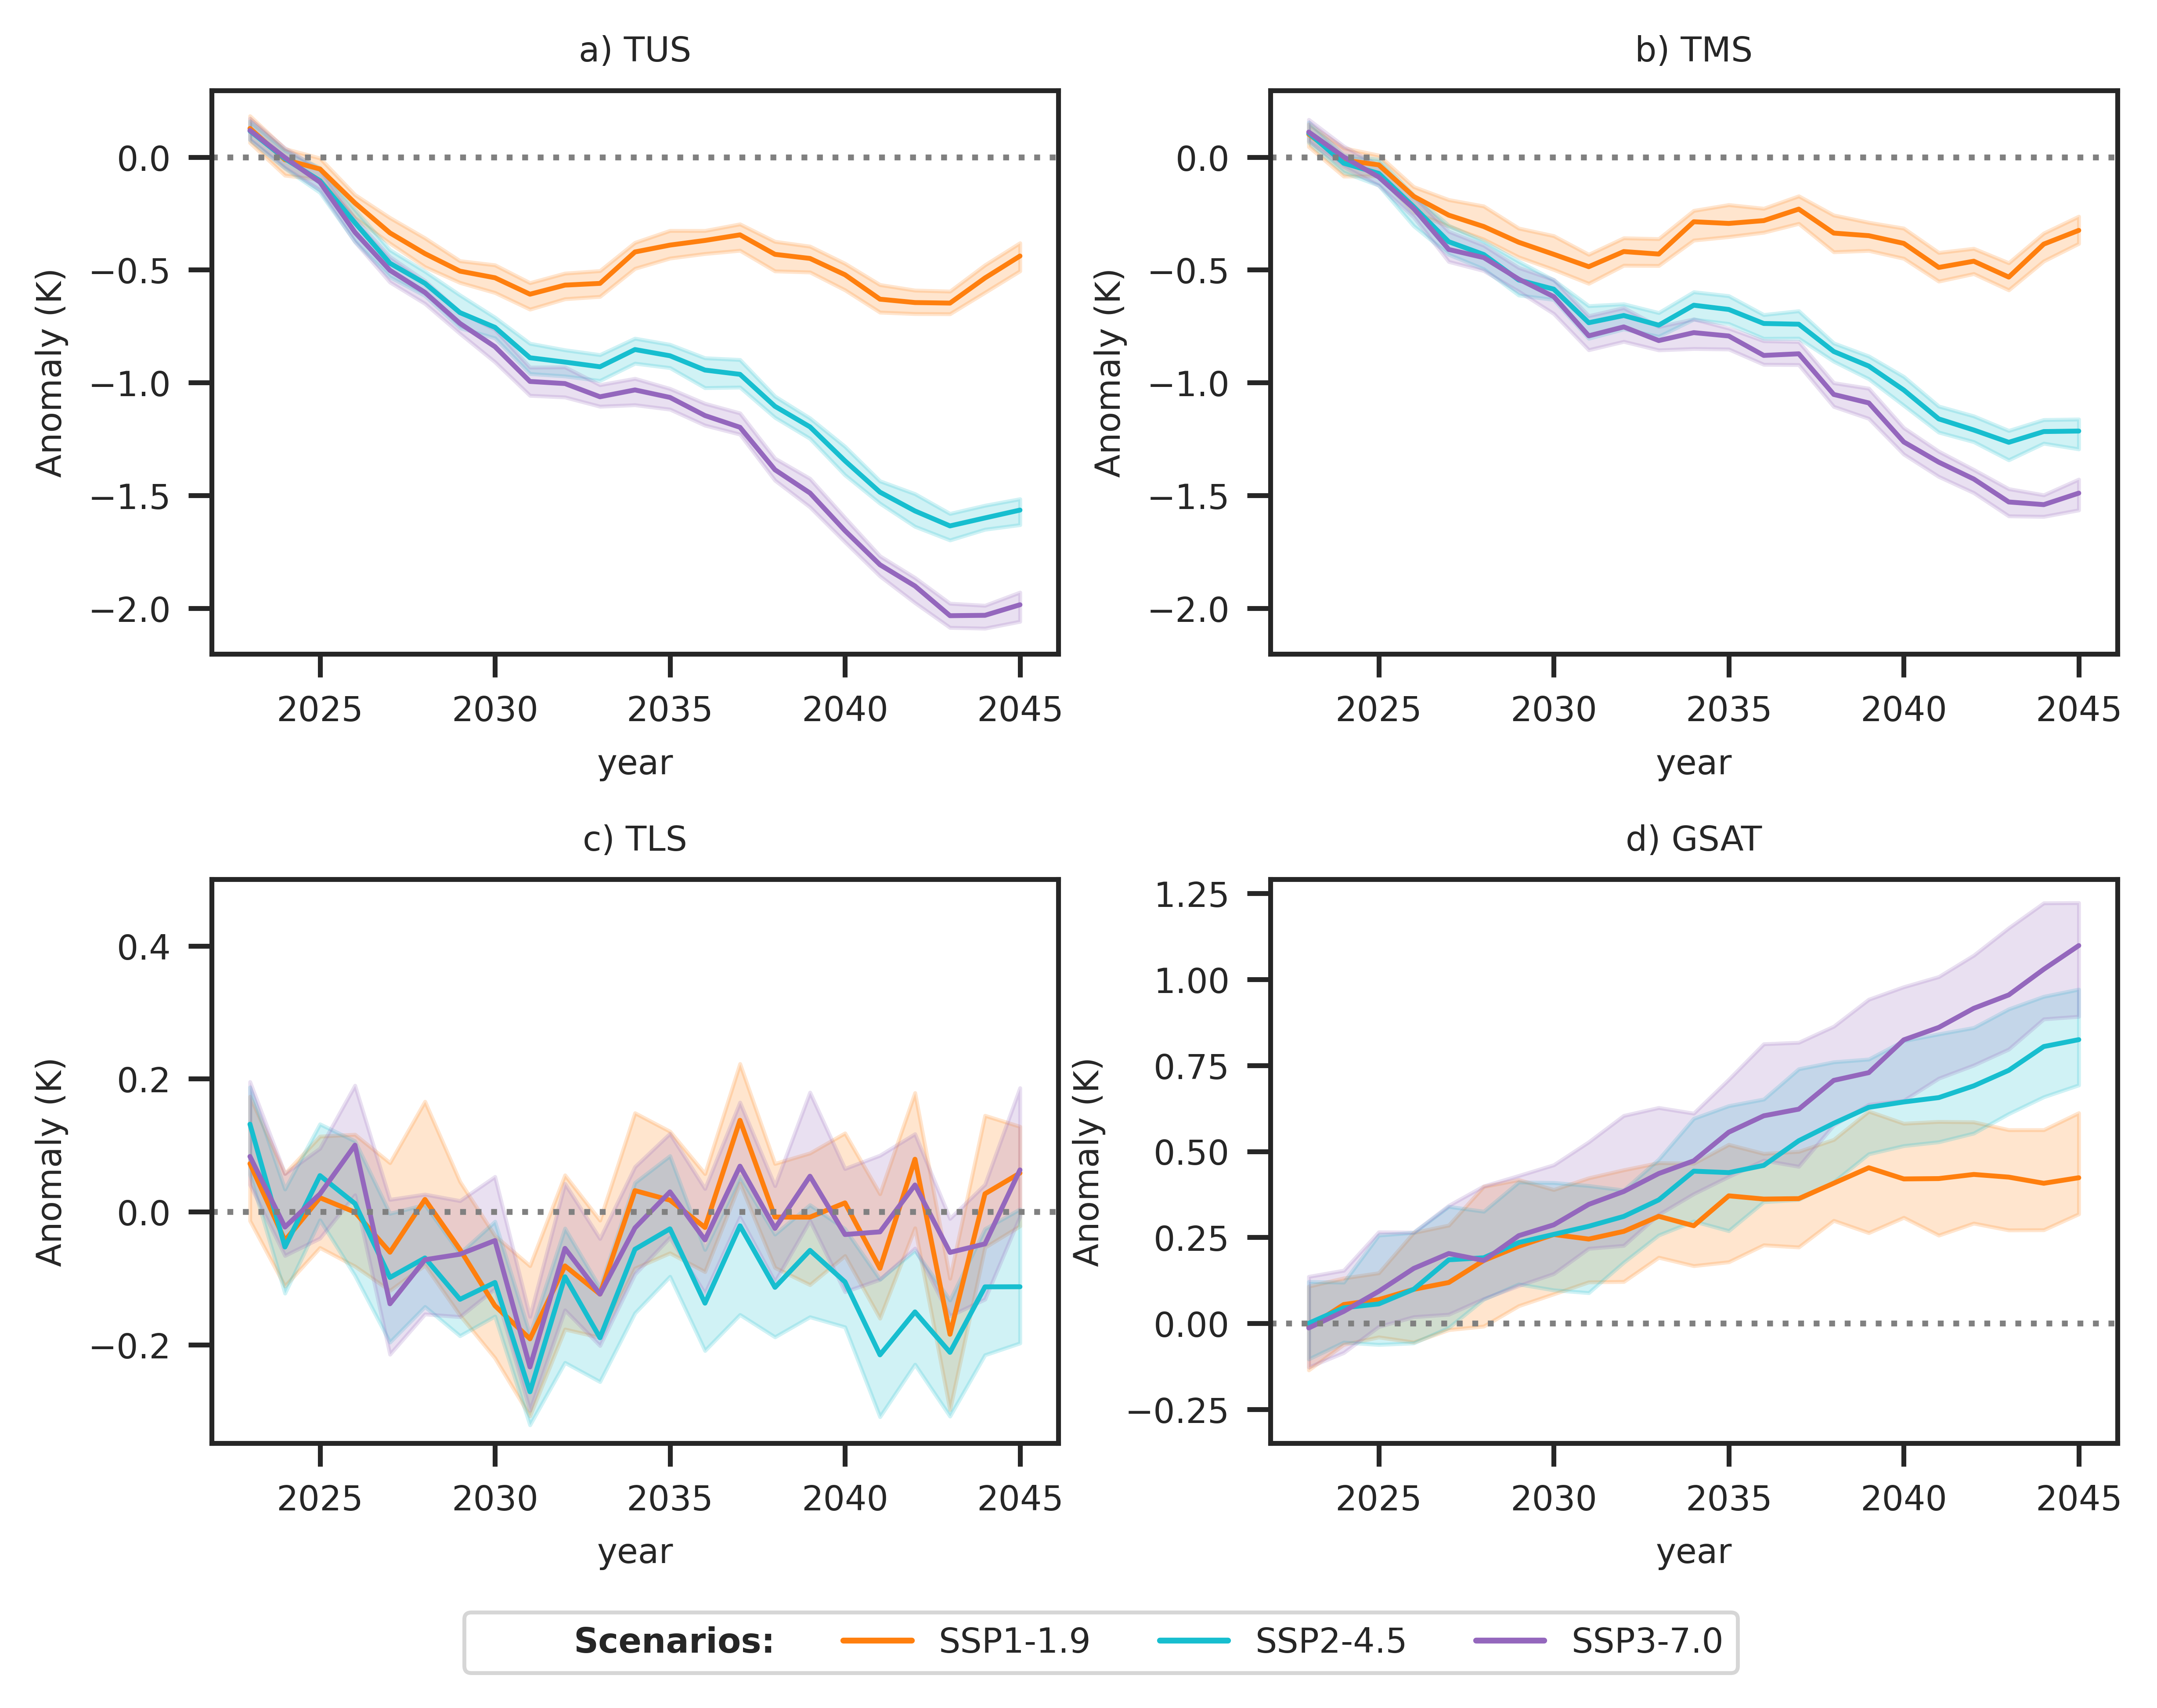 a) TUS
b) TMS
0.0
−0.5
−1.0
−1.5
−2.0
Anomaly (K)
2025 2030 2035 2040 2045
year
0.0
−0.5
−1.0
−1.5
−2.0
Anomaly (K)
2025 2030 2035 2040 2045
year
c) TLS
d) GSAT
0.4
0.2
0.0
−0.2
Anomaly (K)
2025 2030 2035 2040 2045
year
1.25
1.00
0.75
0.50
0.25
0.00
−0.25
Anomaly (K)
2025 2030 2035 2040 2045
year
Scenarios: SSP1-1.9 SSP2-4.5 SSP3-7.0